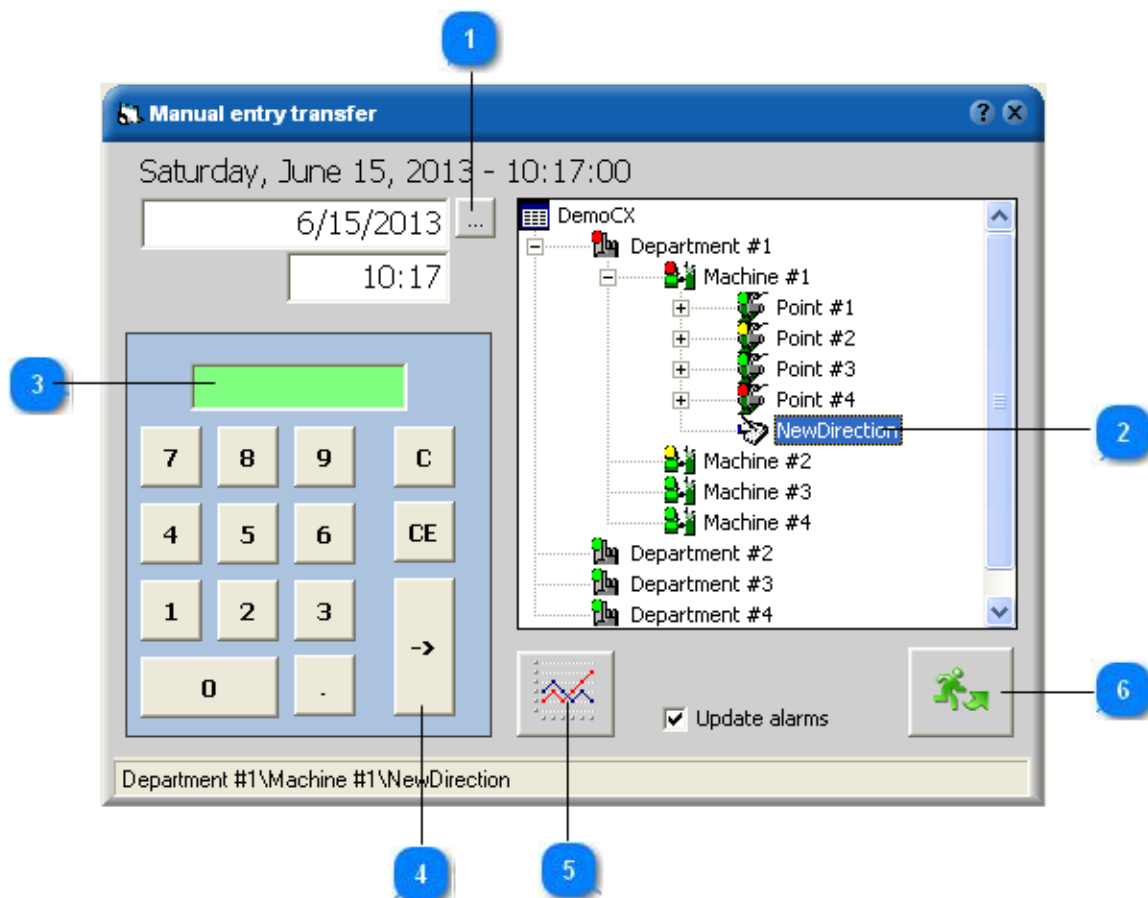 1
Manual entry transfer
Saturday, June 15, 2013 - 10:17:00
6/15/2013 ...
10:17
DemoCX
Department #1
Machine #1
Point #1
Point #2
Point #3
Point #4
NewDirection
2
Machine #2
Machine #3
Machine #4
Department #2
Department #3
Department #4
3
7 8 9 C
4 5 6 CE
1 2 3
->
0 .
Update alarms
6
Department #1\Machine #1\NewDirection
4
5